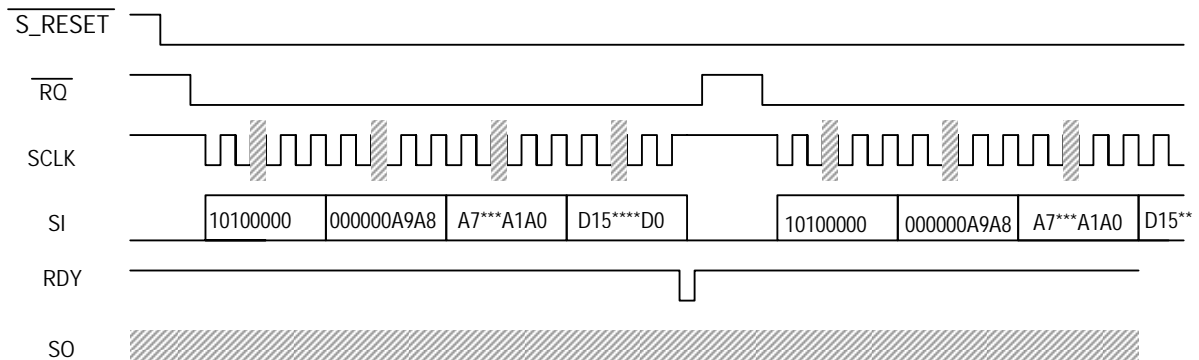 S_RESET
RQ
SCLK
SI 10100000 000000A9A8 A7***A1A0 D15****D0 10100000 000000A9A8 A7***A1A0 D15**
RDY
SO